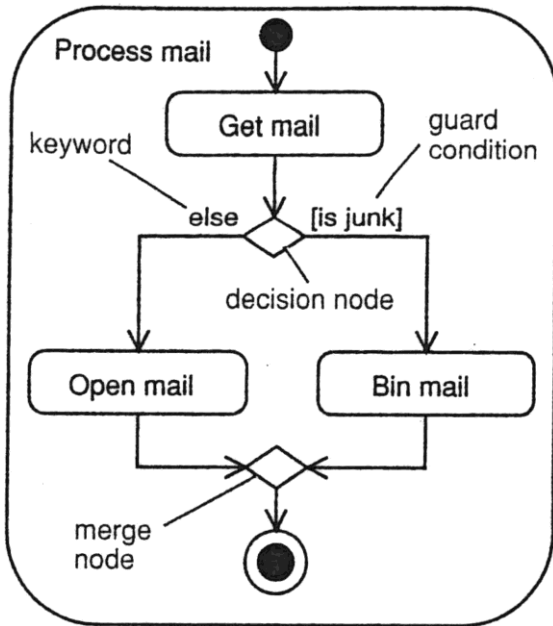 Process mail
Get mail
keyword
guard
condition
else
[is junk]
decision node
Open mail
Bin mail
merge
node